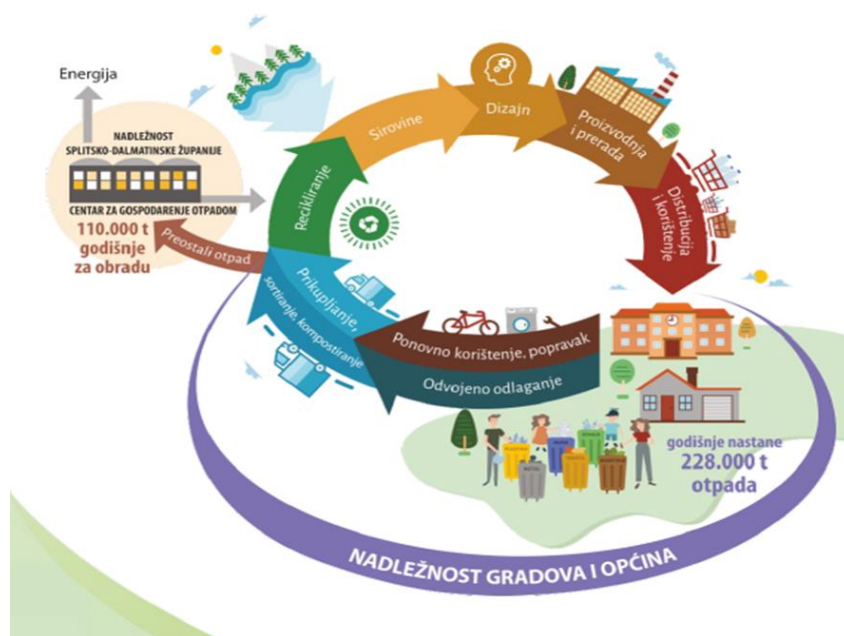 Energija
NADLEŽNOST
SPLITSKO-DALMATINSKE ŽUPANIJE
CENTAR ZA GOSPODARENJE OTPADOM
110.000 t
godišnje
za obradu
Preostali otpad
Recikliranje
Sirovine
Dizajn
Proizvodnja
i prerada
Distribucija
i korištenje
Prikupljanje,
sortiranje, kompostiranje
Ponovno korištenje, popravak
Odvojeno odlaganje
godišnje nastane
228.000 t
otpada
NADLEŽNOST GRADOVA I OPĆINA